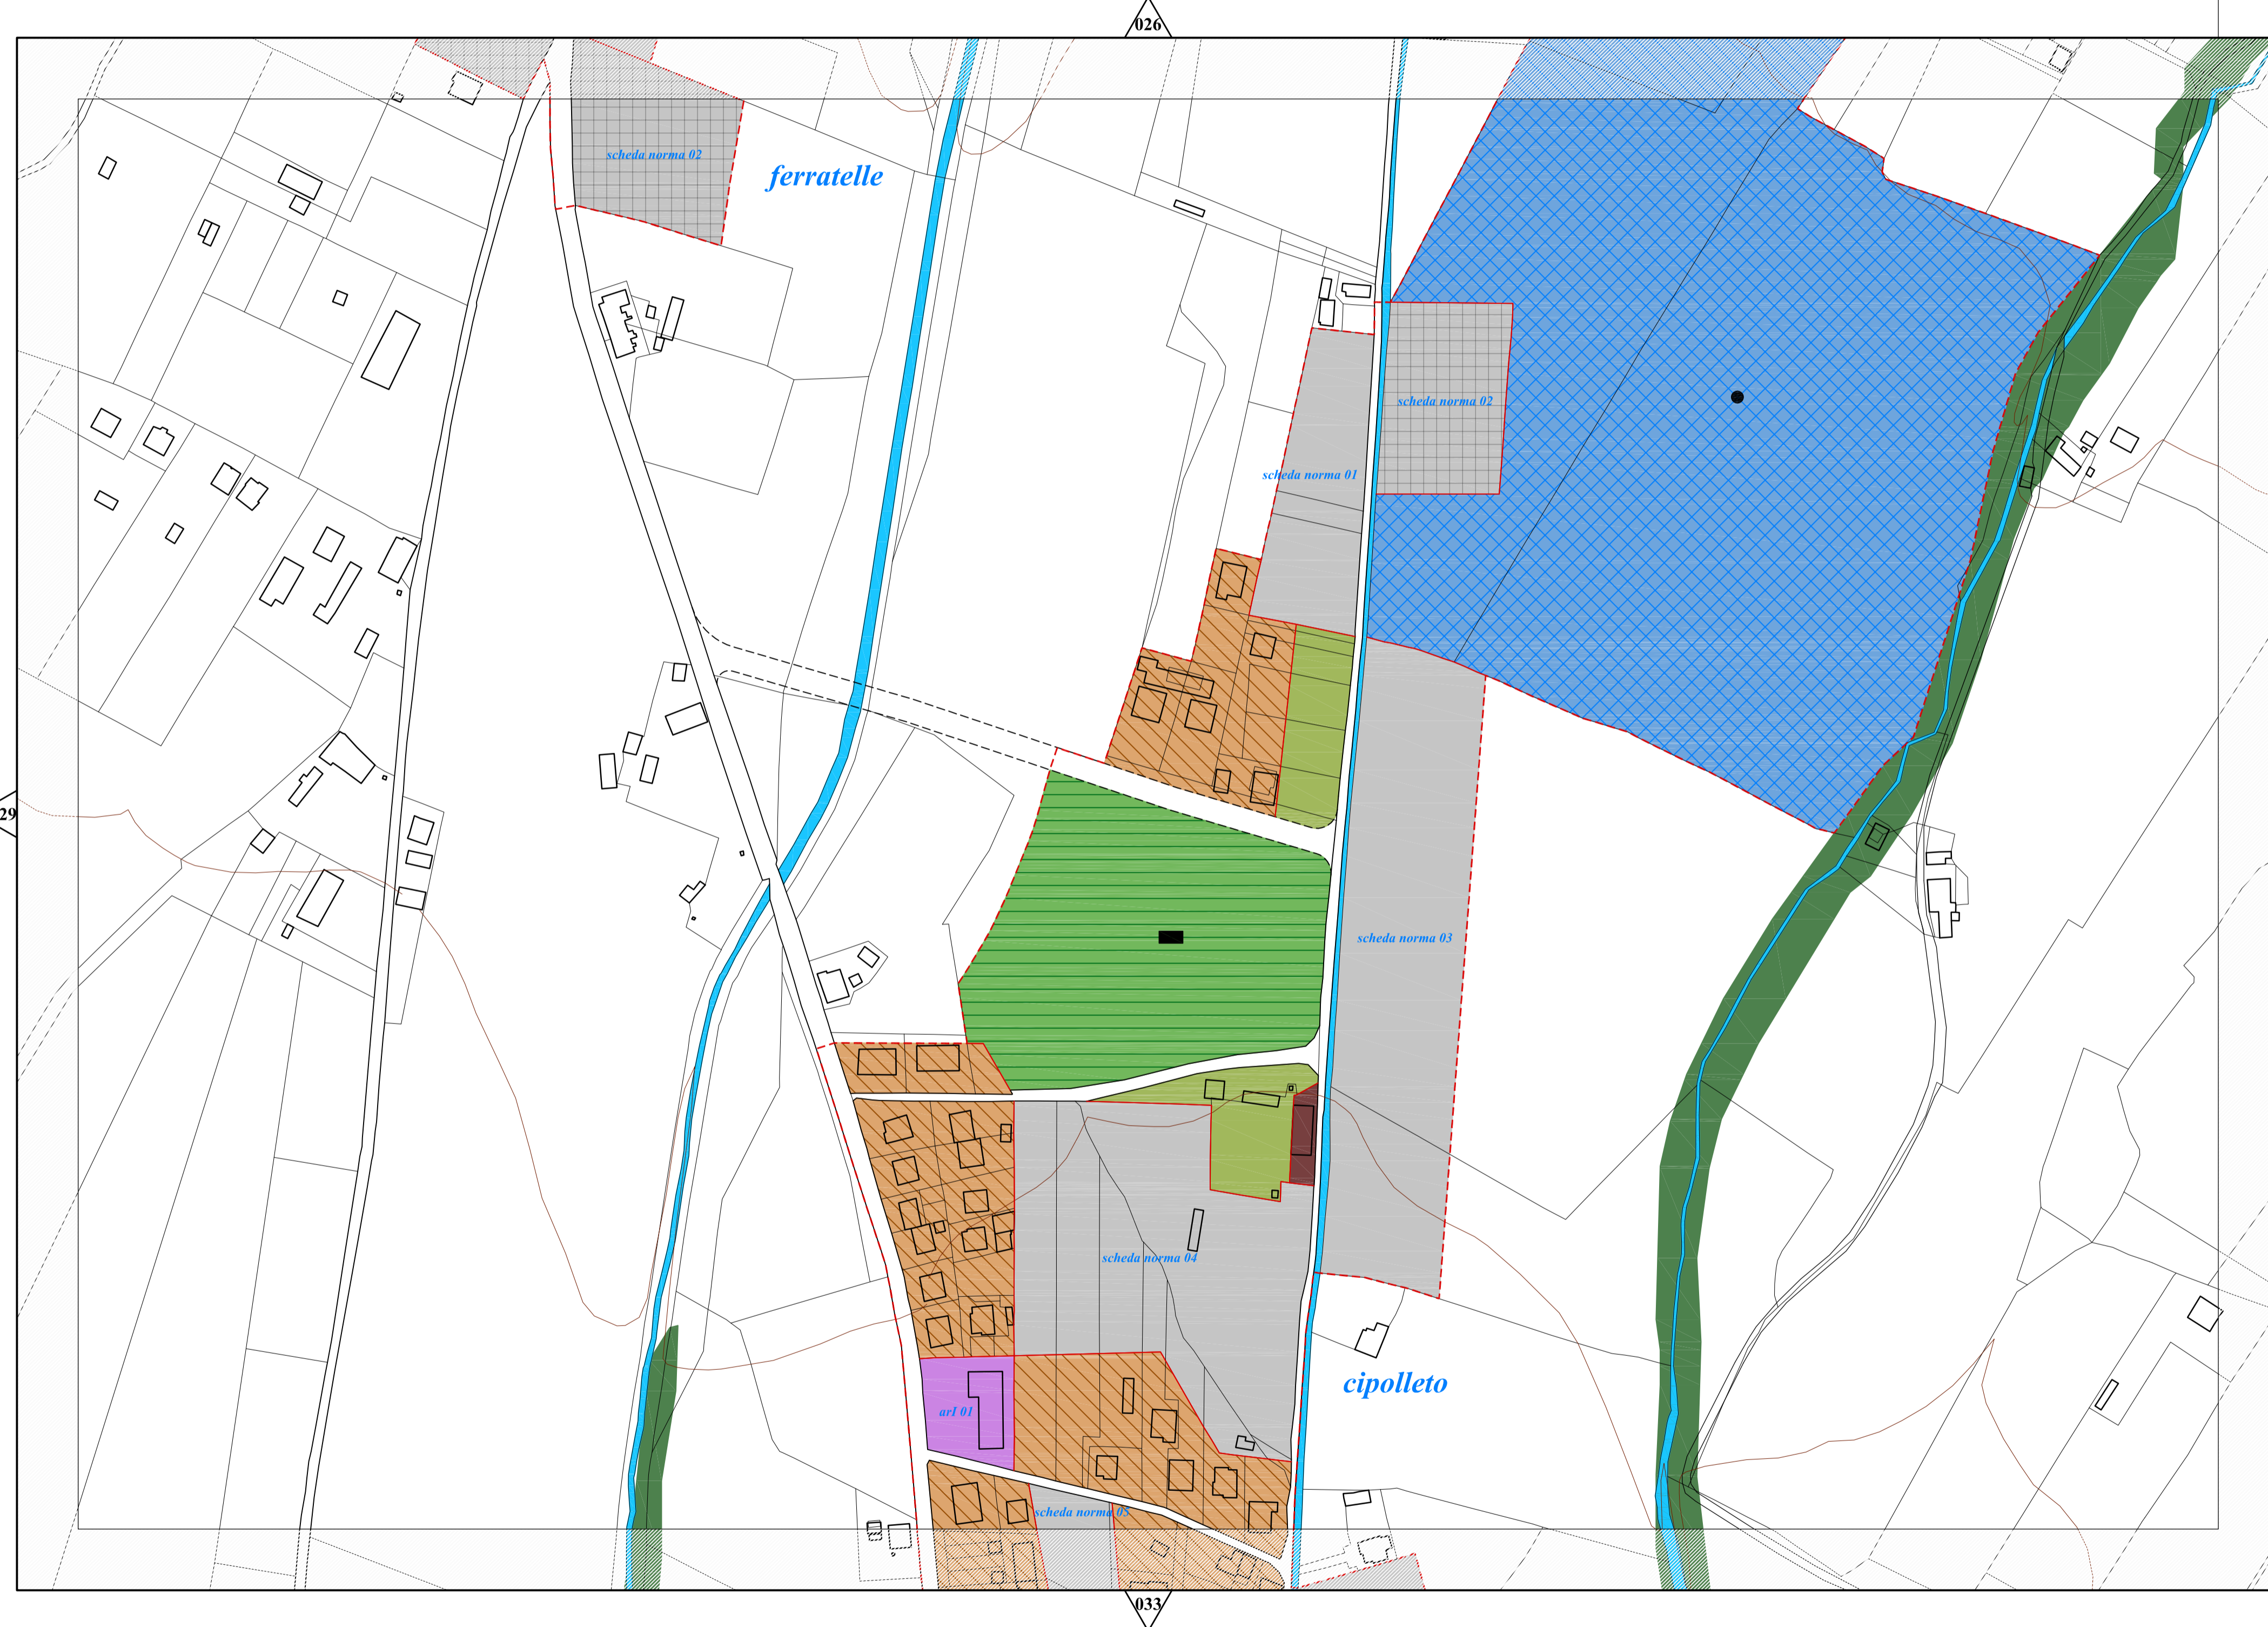 026
scheda norma 02
ferratelle
scheda norma 02
scheda norma 01
29
scheda norma 03
scheda norma 04
cipolleto
arI 01
scheda norma 05
033